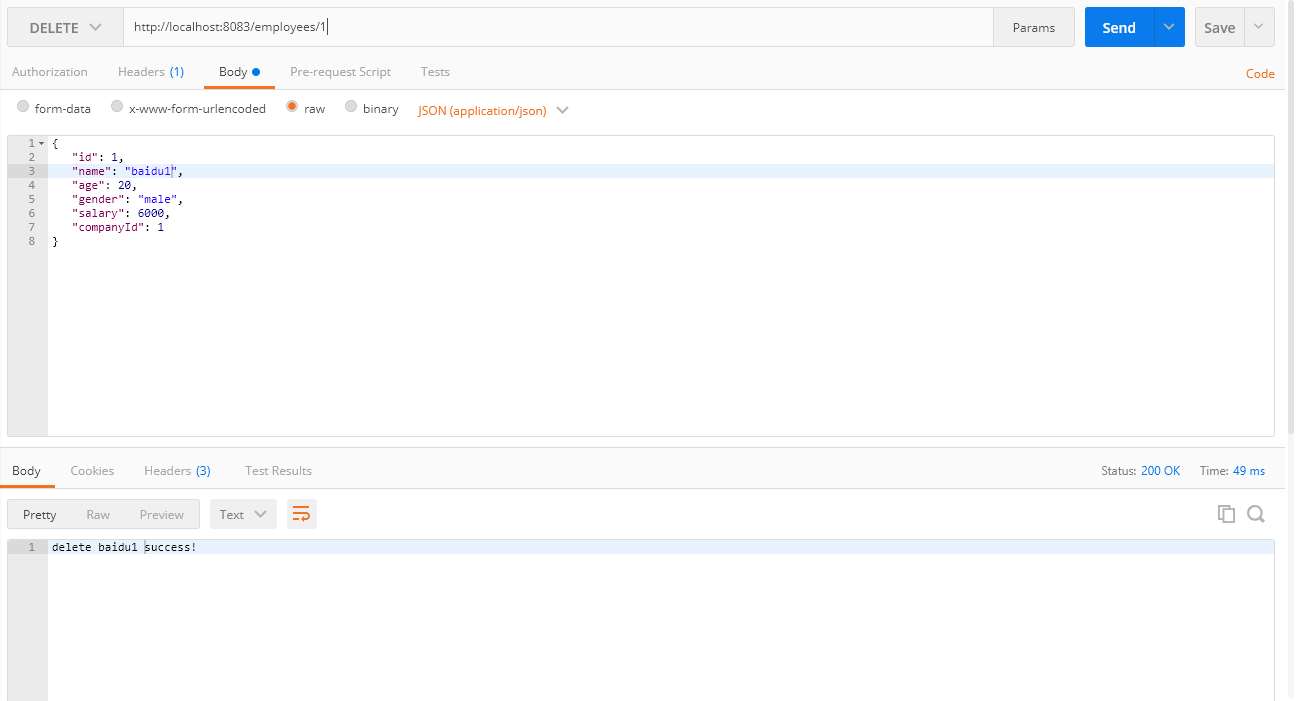 DELETE http://localhost:8083/employees/1 Params Send Save
Authorization Headers (1) Body Pre-request Script Tests Code
form-data x-www-form-urlencoded raw binary JSON (application/json)
1 {
2 "id": 1,
3 "name": "baidu1",
4 "age": 20,
5 "gender": "male",
6 "salary": 6000,
7 "companyId": 1
8 }
Body Cookies Headers (3) Test Results Status: 200 OK Time: 49 ms
Pretty Raw Preview Text
1 delete baidu1 success!